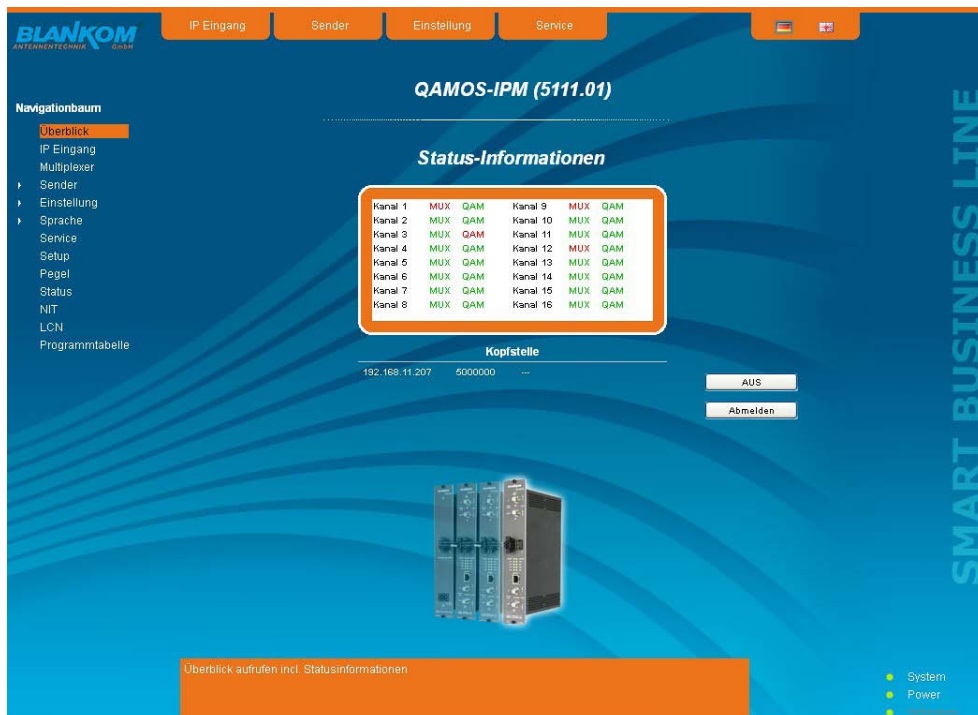 BLANKOM
ANTENNENTECHNIK GmbH
IP Eingang
Sender
Einstellung
Service
QAMOS-IPM (5111.01)
Navigationbaum
Überblick
IP Eingang
Multiplexer
Sender
Einstellung
Sprache
Service
Setup
Pegel
Status
NIT
LCN
Programmtabelle
Status-Informationen
Kanal 1 MUX QAM Kanal 9 MUX QAM
Kanal 2 MUX QAM Kanal 10 MUX QAM
Kanal 3 MUX QAM Kanal 11 MUX QAM
Kanal 4 MUX QAM Kanal 12 MUX QAM
Kanal 5 MUX QAM Kanal 13 MUX QAM
Kanal 6 MUX QAM Kanal 14 MUX QAM
Kanal 7 MUX QAM Kanal 15 MUX QAM
Kanal 8 MUX QAM Kanal 16 MUX QAM
Kopfstelle
192.168.11.207 5000000 ---
AUS
Abmelden
SMART BUSINESS LINE
Überblick aufrufen incl. Statusinformationen
System
Power